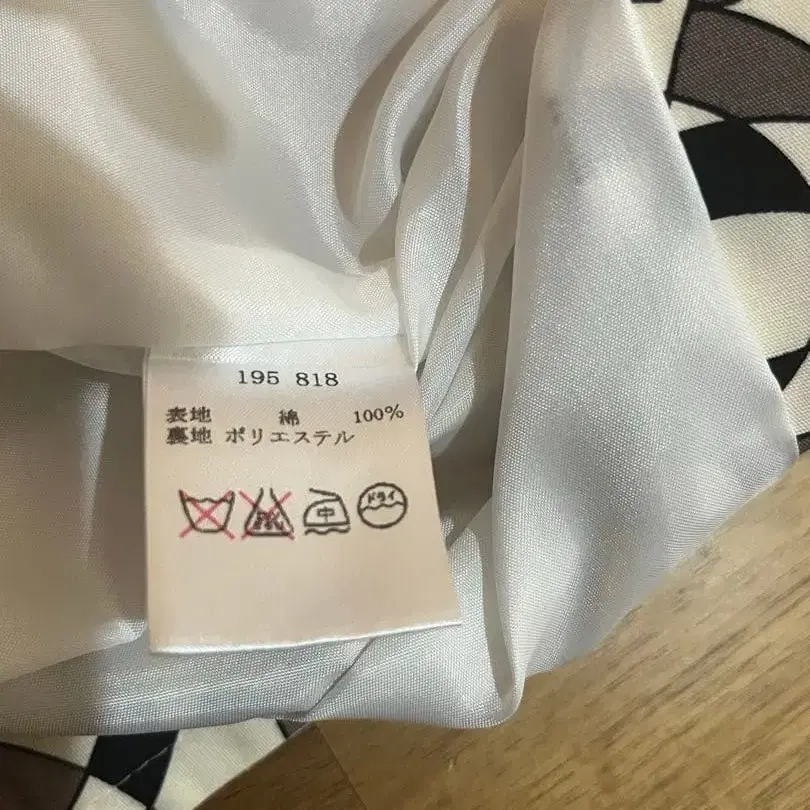 195 818
表地 綿 100%
裏地 ポリエステル
中 ドライ